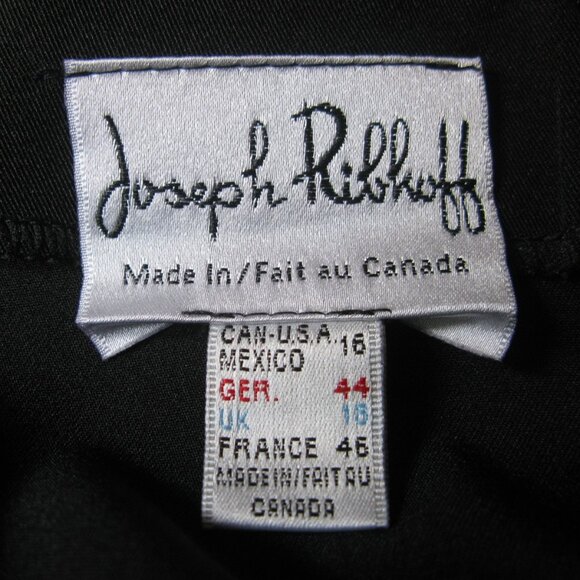 Joseph Ribkoff
Made In/Fait au Canada
CAN-U.S.A. 16
MEXICO
GER. 44
UK 16
FRANCE 46
MADE IN/FAIT AU
CANADA